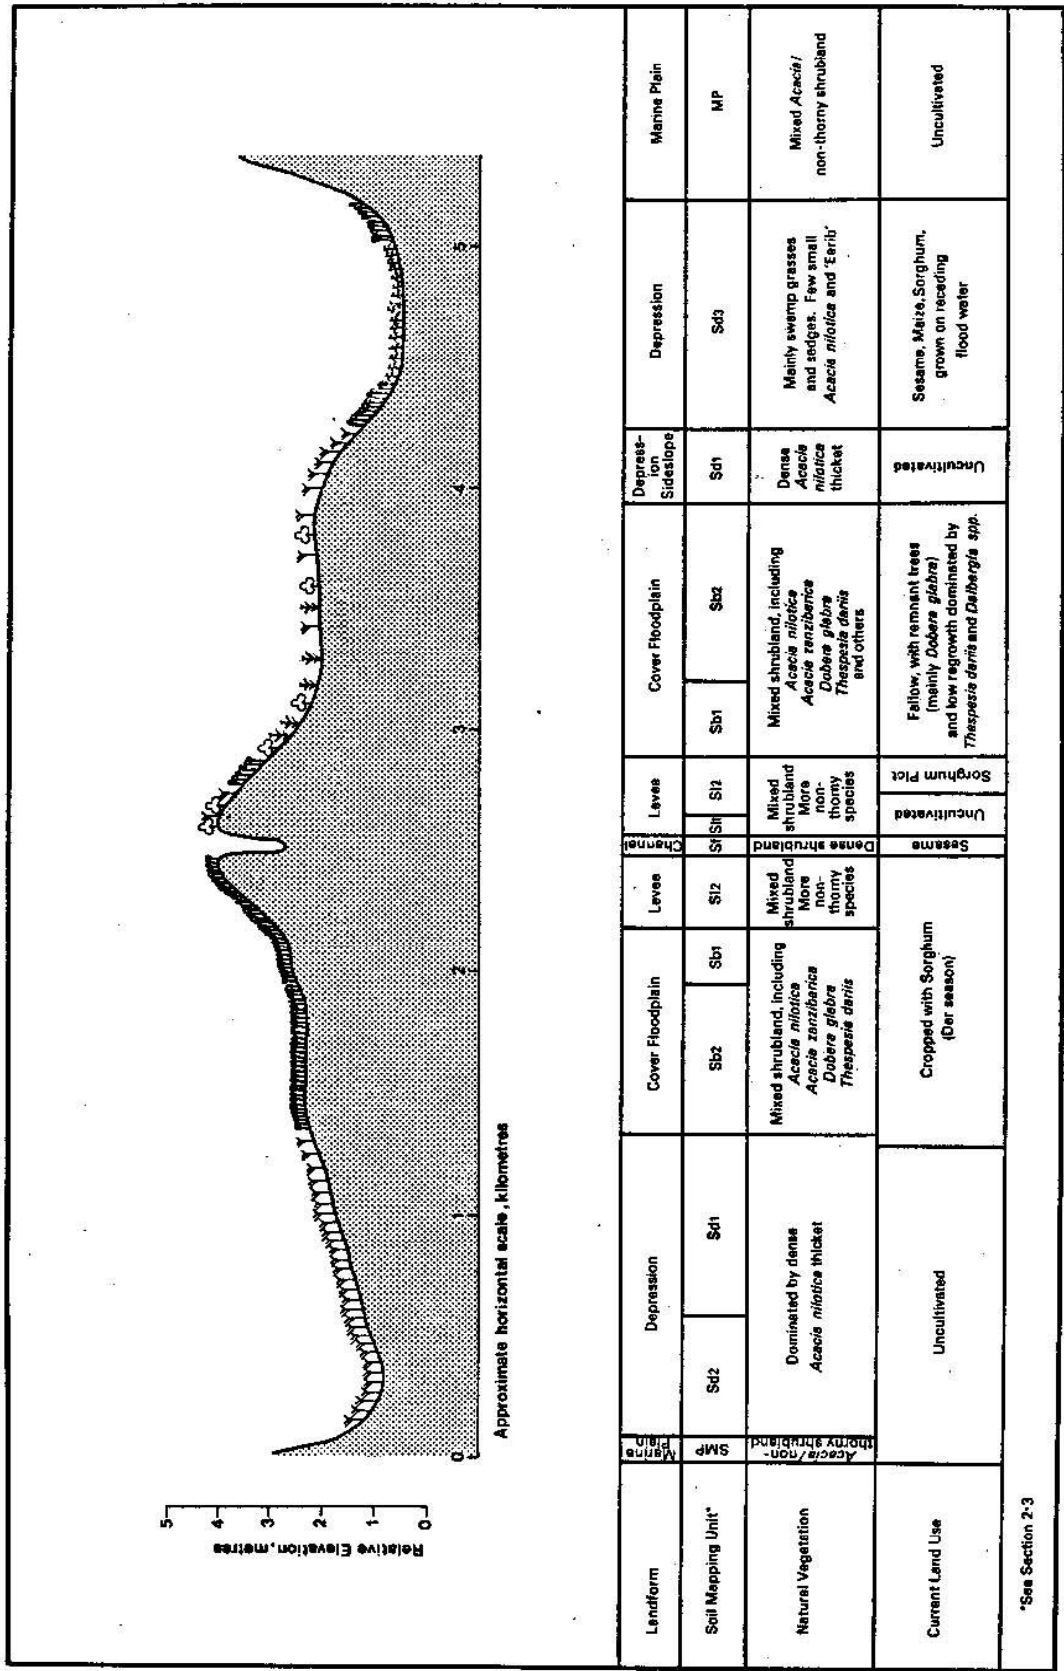 5
4
3
2
1
0
Relative Elevation, metres
0
1
2
3
4
5
Approximate horizontal scale, kilometres
Landform
Marine
Plain
Depression
Cover Floodplain
Levee
Channel
Levee
Cover Floodplain
Depress-
ion
Sideslope
Depression
Marine Plain
Soil Mapping Unit*
SMP
Sd2
Sd1
Sb2
Sb1
Sl2
Sf
Sl1
Sl2
Sb1
Sb2
Sd1
Sd3
MP
Natural Vegetation
Acacia/non-
thorny shrubland
Dominated by dense
Acacia nilotica thicket
Mixed shrubland, including
Acacia nilotica
Acacia zanzibarica
Dobera glabra
Thespesia danis
Mixed
shrubland
More
non-
thorny
species
Dense shrubland
Mixed
shrubland
More
non-
thorny
species
Mixed shrubland, including
Acacia nilotica
Acacia zanzibarica
Dobera glabra
Thespesia danis
and others
Dense
Acacia
nilotica
thicket
Mainly swamp grasses
and sedges. Few small
Acacia nilotica and 'Eerib'
Mixed Acacia/
non-thorny shrubland
Current Land Use
Uncultivated
Cropped with Sorghum
(Der season)
Sesame
Uncultivated
Sorghum Plot
Fallow, with remnant trees
(mainly Dobera glabra)
and low regrowth dominated by
Thespesia danis and Dalbergia spp.
Uncultivated
Sesame, Maize, Sorghum,
grown on receding
flood water
Uncultivated
*See Section 2·3